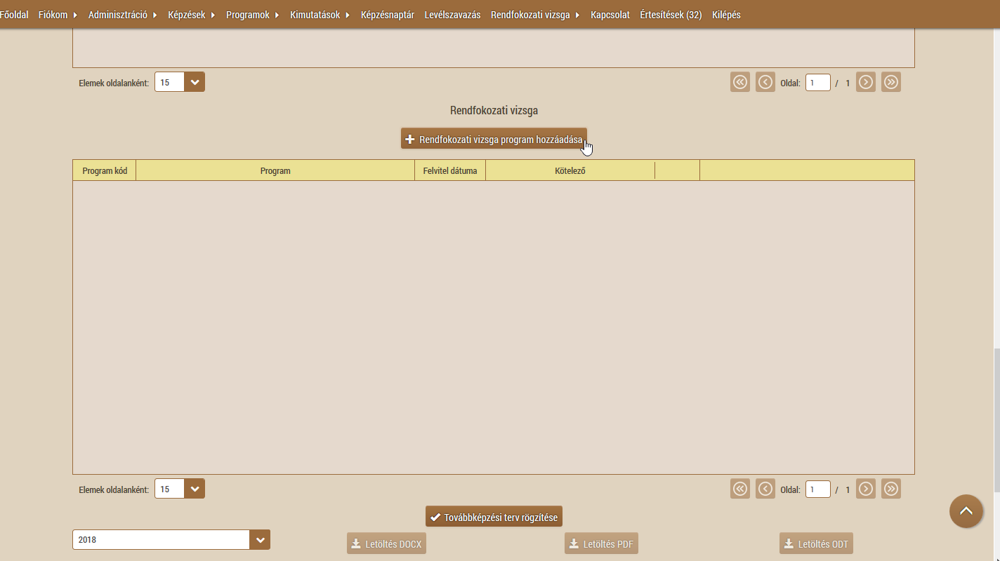 Főoldal Fiókom Adminisztráció Képzések Programok Kimutatások Képzésnaptár Levélszavazás Rendfokozati vizsga Kapcsolat Értesítések (32) Kilépés
Elemek oldalanként: 15 Oldal: 1 / 1
Rendfokozati vizsga
Rendfokozati vizsga program hozzáadása
Program kód Program Felvitel dátuma Kötelező
Elemek oldalanként: 15 Oldal: 1 / 1
Továbbképzési terv rögzítése
2018 Letöltés DOCX Letöltés PDF Letöltés ODT